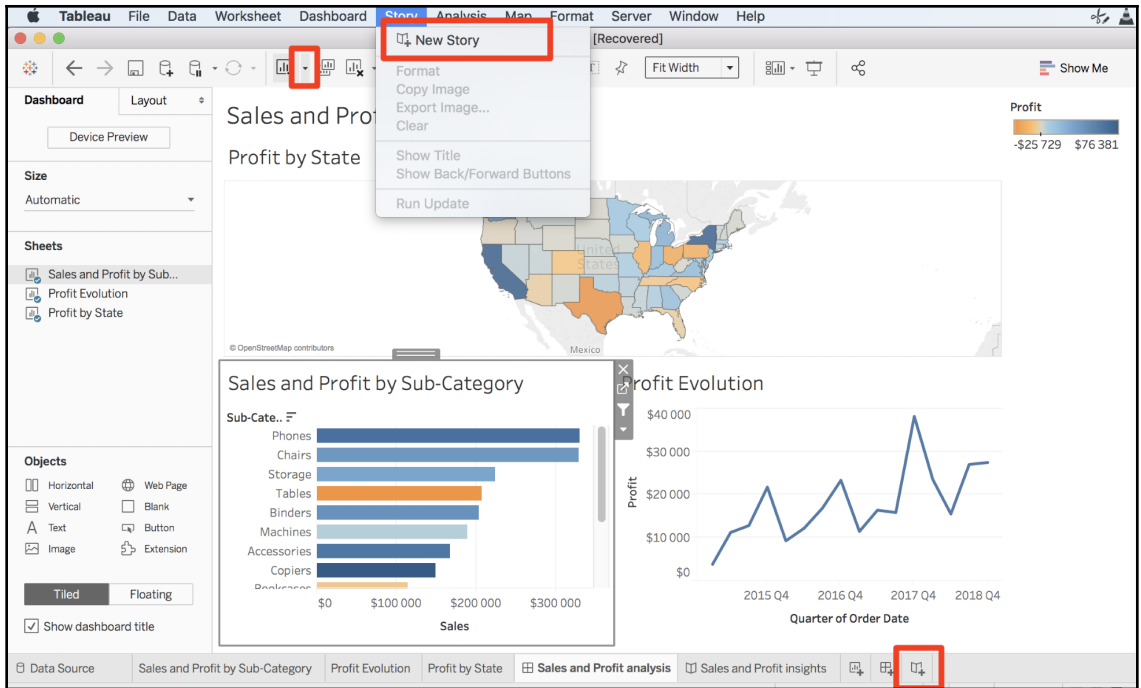 Tableau File Data Worksheet Dashboard Story Analysis Map Format Server Window Help
New Story
[Recovered]
Format
Copy Image
Export Image...
Clear
Show Title
Show Back/Forward Buttons
Run Update
Fit Width
Show Me
Dashboard Layout
Device Preview
Size
Automatic
Sheets
Sales and Profit by Sub...
Profit Evolution
Profit by State
Objects
Horizontal Web Page
Vertical Blank
A Text Button
Image Extension
Tiled Floating
Show dashboard title
Sales and Prof
Profit by State
United
States
Mexico
© OpenStreetMap contributors
Profit
-$25 729 $76 381
Sales and Profit by Sub-Category
Sub-Cate..
Phones
Chairs
Storage
Tables
Binders
Machines
Accessories
Copiers
Bookcases
$0 $100 000 $200 000 $300 000
Sales
Profit Evolution
$40 000
$30 000
$20 000
$10 000
$0
Profit
2015 Q4 2016 Q4 2017 Q4 2018 Q4
Quarter of Order Date
Data Source Sales and Profit by Sub-Category Profit Evolution Profit by State Sales and Profit analysis Sales and Profit insights